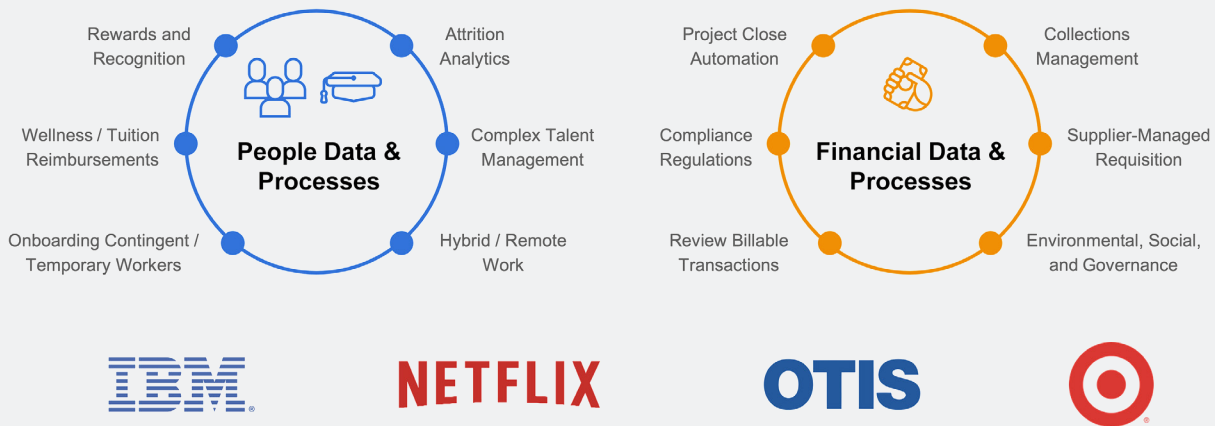 Rewards and
Recognition
Attrition
Analytics
Wellness / Tuition
Reimbursements
People Data &
Processes
Complex Talent
Management
Onboarding Contingent /
Temporary Workers
Hybrid / Remote
Work
Project Close
Automation
Collections
Management
Compliance
Regulations
Financial Data &
Processes
Supplier-Managed
Requisition
Review Billable
Transactions
Environmental, Social,
and Governance
IBM®
NETFLIX
OTIS
®